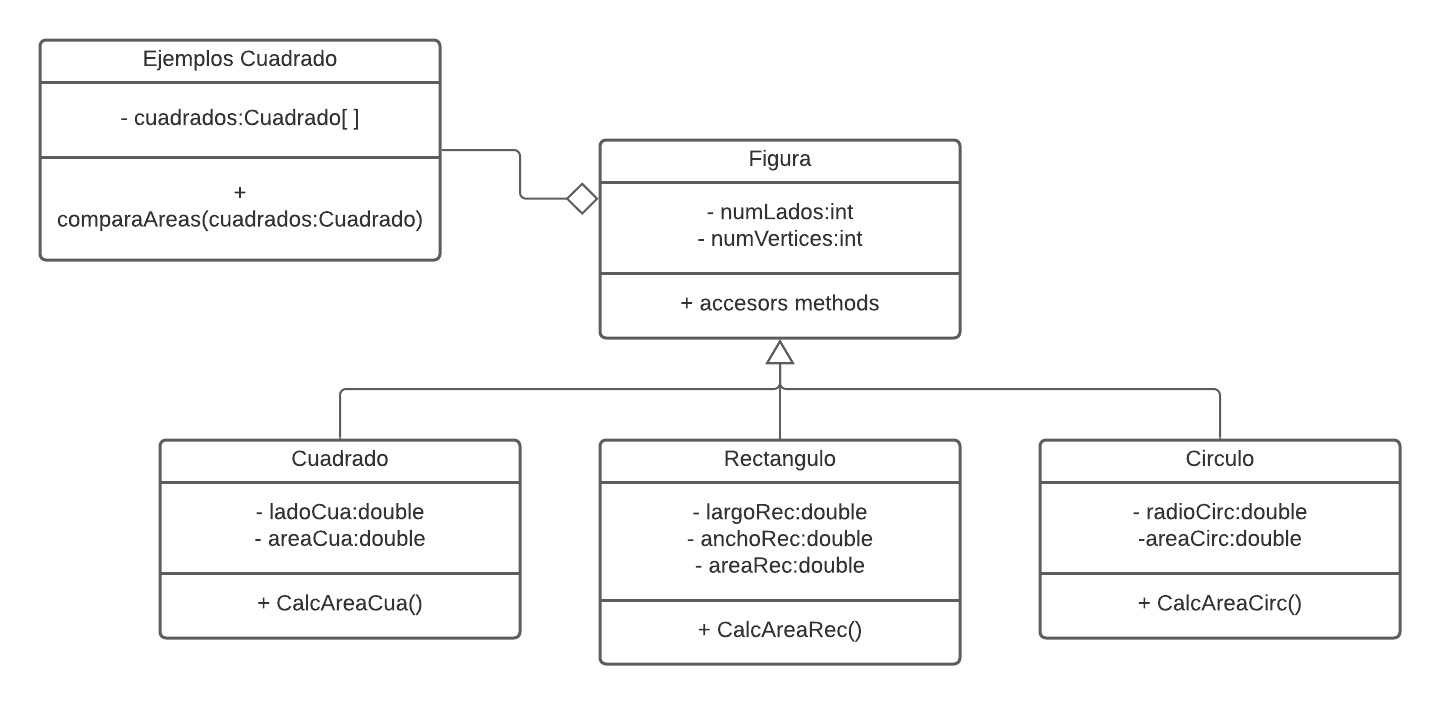 Ejemplos Cuadrado
- cuadrados:Cuadrado[ ]
+
comparaAreas(cuadrados:Cuadrado)
Figura
- numLados:int
- numVertices:int
+ accesors methods
Cuadrado
- ladoCua:double
- areaCua:double
+ CalcAreaCua()
Rectangulo
- largoRec:double
- anchoRec:double
- areaRec:double
+ CalcAreaRec()
Circulo
- radioCirc:double
-areaCirc:double
+ CalcAreaCirc()